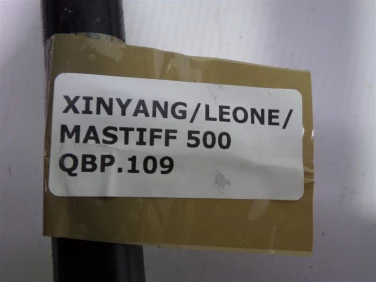 XINYANG/LEONE/
MASTIFF 500
QBP.109